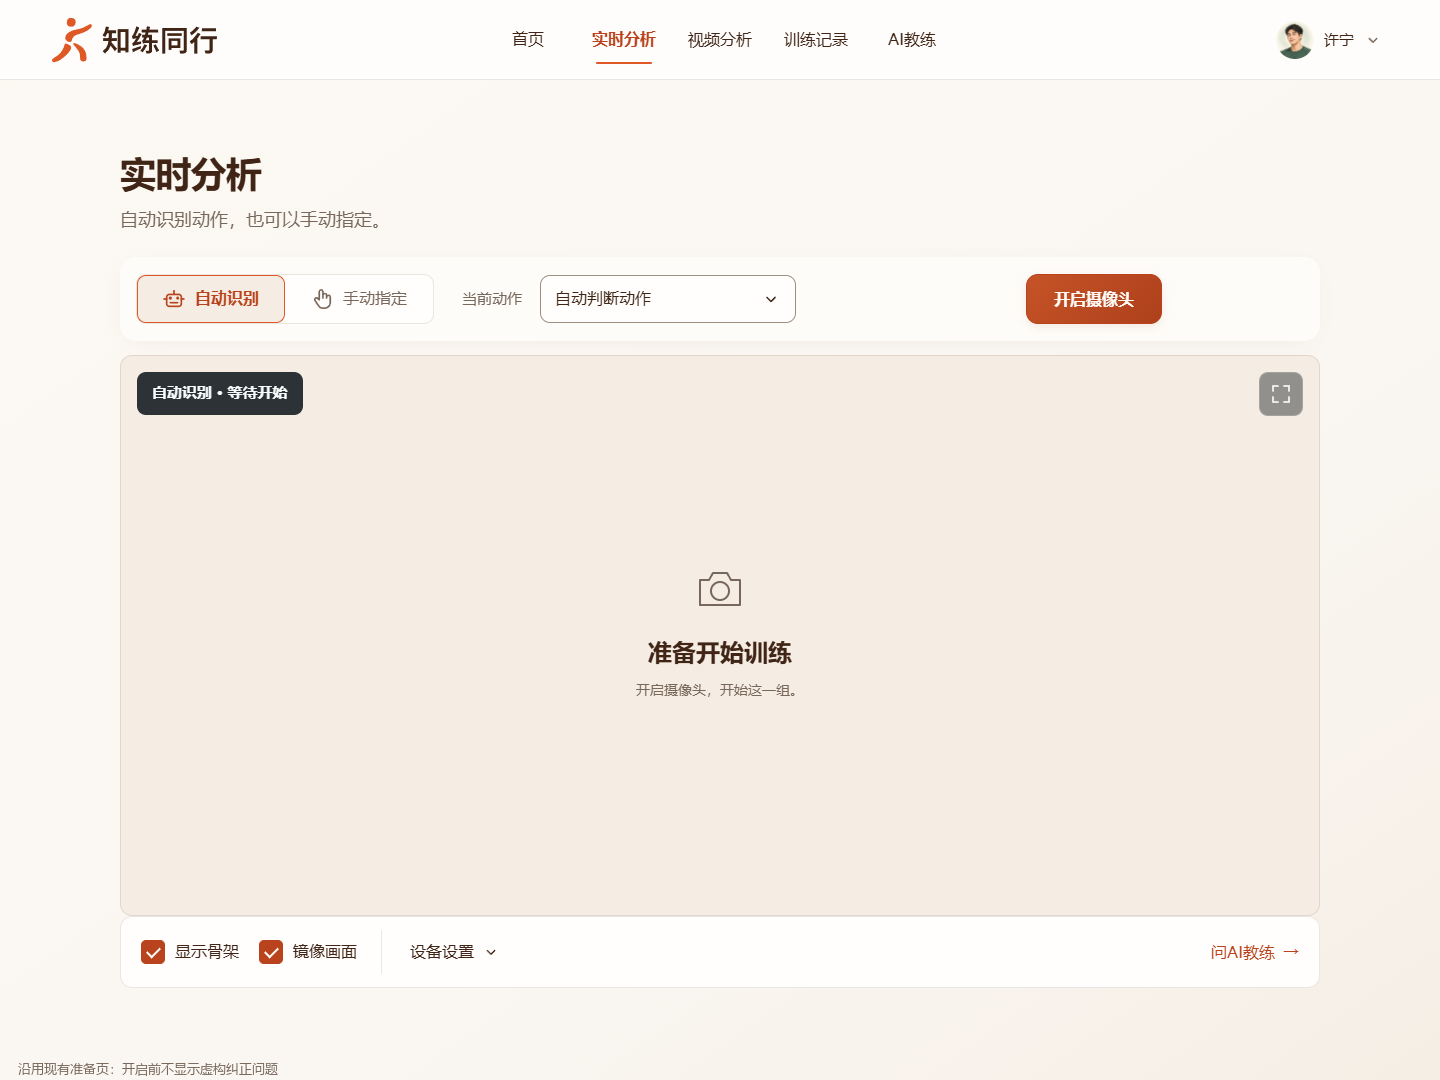 知练同行
首页 实时分析 视频分析 训练记录 AI教练
许宁
实时分析
自动识别动作，也可以手动指定。
自动识别 手动指定 当前动作 自动判断动作 开启摄像头
自动识别 • 等待开始
准备开始训练
开启摄像头，开始这一组。
显示骨架 镜像画面 设备设置 问AI教练 →
沿用现有准备页：开启前不显示虚构纠正问题